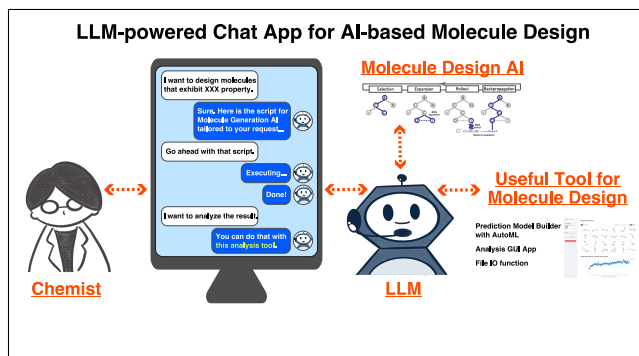 LLM-powered Chat App for AI-based Molecule Design
I want to design molecules
that exhibit XXX property.
Sure. Here is the script for
Molecule Generation AI
tailored to your request...
Go ahead with that script.
Executing...
Done!
I want to analyze the result.
You can do that with
this analysis tool.
Chemist
Molecule Design AI
Selection Expansion Rollout Backpropagation
LLM
Useful Tool for
Molecule Design
Prediction Model Builder
with AutoML
Analysis GUI App
File IO function